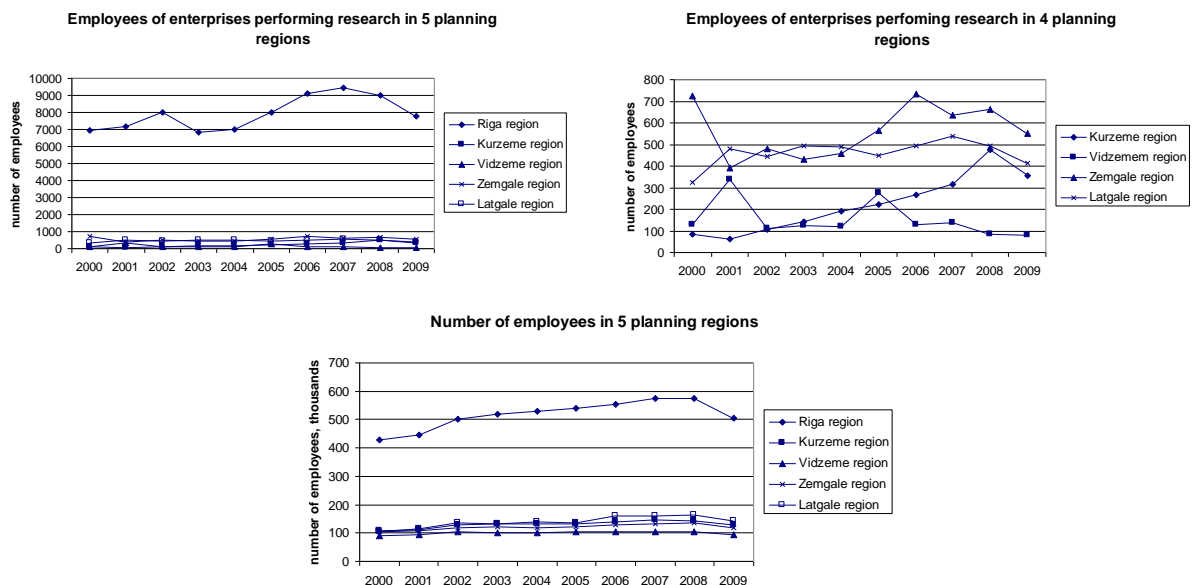 Employees of enterprises performing research in 5 planning
regions
number of employees
10000
9000
8000
7000
6000
5000
4000
3000
2000
1000
0
2000 2001 2002 2003 2004 2005 2006 2007 2008 2009
Riga region
Kurzeme region
Vidzeme region
Zemgale region
Latgale region
Employees of enterprises perfoming research in 4 planning
regions
number of employees
800
700
600
500
400
300
200
100
0
2000 2001 2002 2003 2004 2005 2006 2007 2008 2009
Kurzeme region
Vidzemem region
Zemgale region
Latgale region
Number of employees in 5 planning regions
number of employees, thousands
700
600
500
400
300
200
100
0
2000 2001 2002 2003 2004 2005 2006 2007 2008 2009
Riga region
Kurzeme region
Vidzeme region
Zemgale region
Latgale region